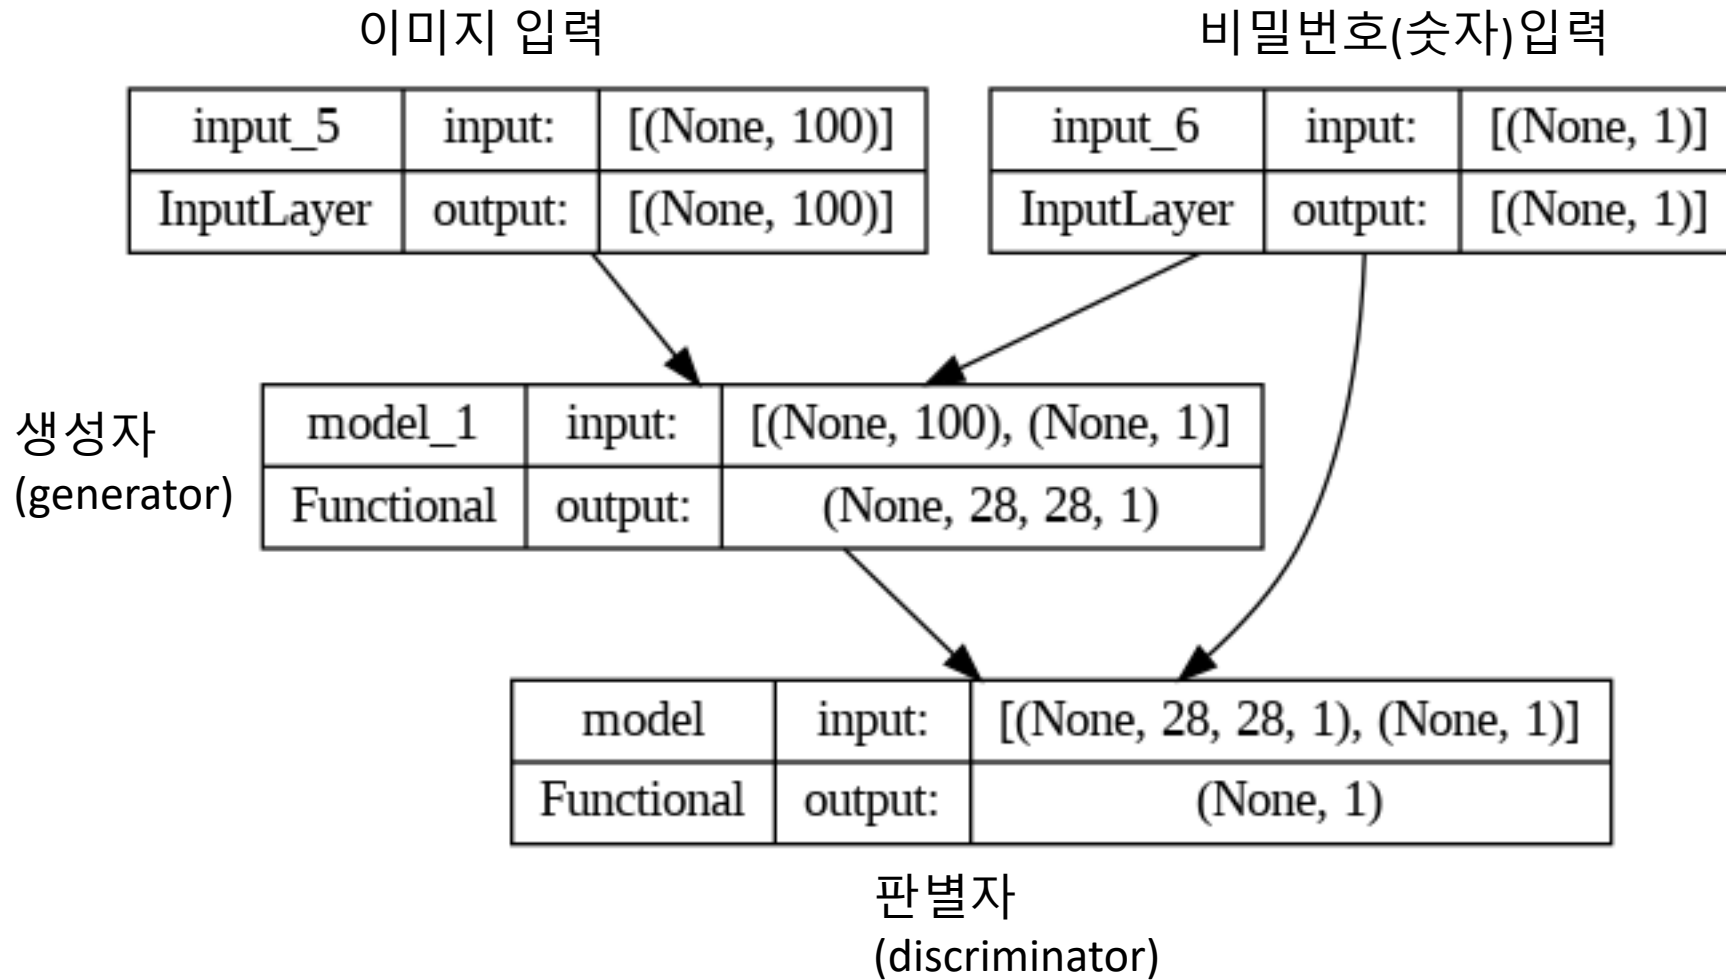 이미지 입력
비밀번호(숫자)입력
input_5 input: [(None, 100)]
InputLayer output: [(None, 100)]
input_6 input: [(None, 1)]
InputLayer output: [(None, 1)]
생성자
(generator)
model_1 input: [(None, 100), (None, 1)]
Functional output: (None, 28, 28, 1)
model input: [(None, 28, 28, 1), (None, 1)]
Functional output: (None, 1)
판별자
(discriminator)